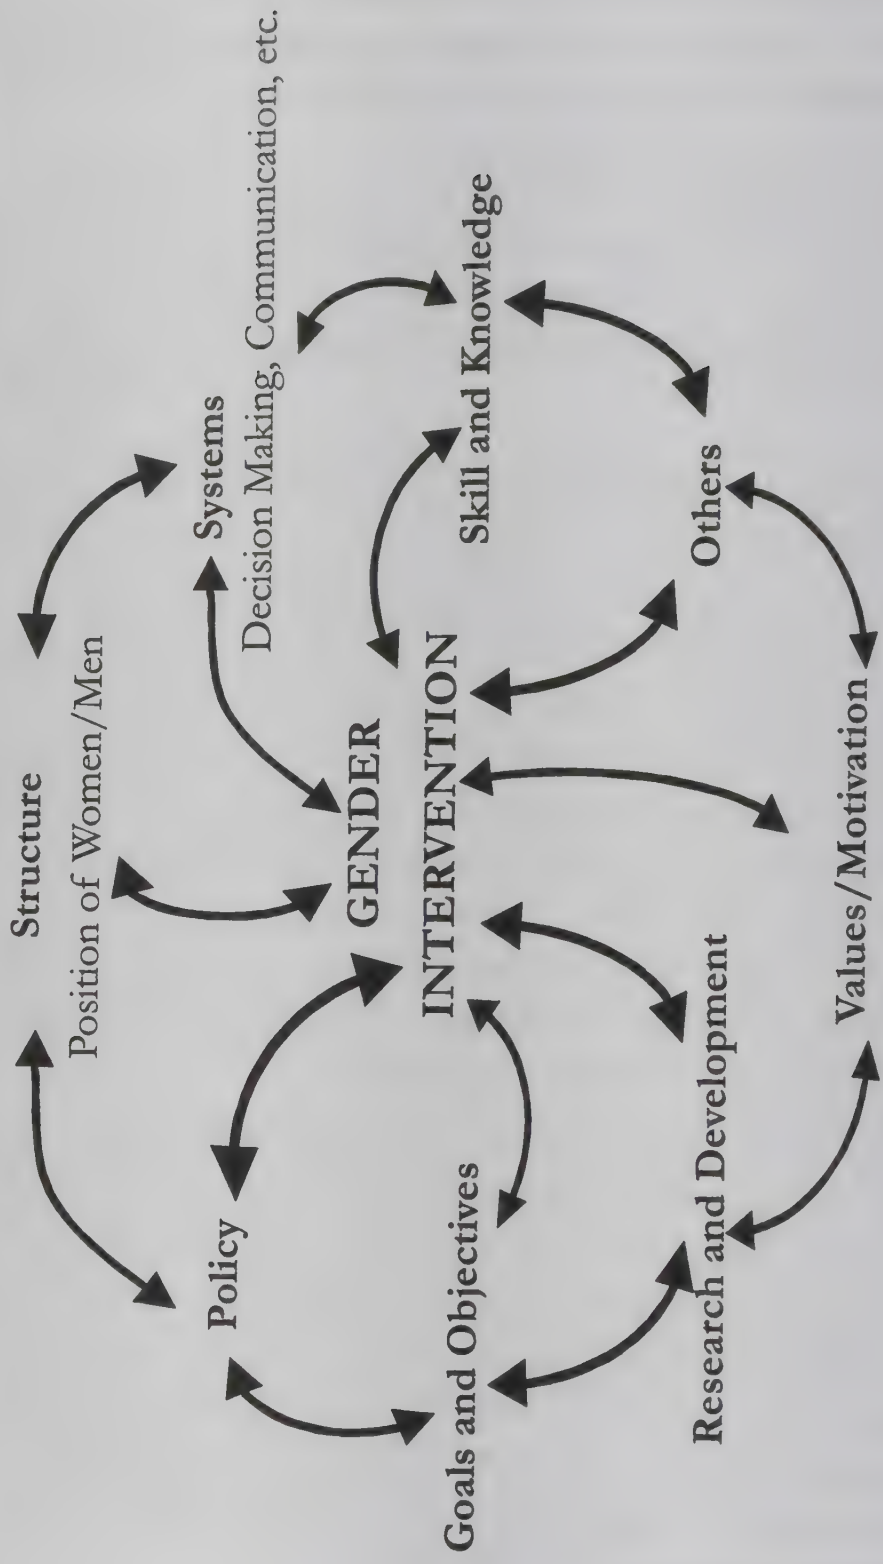 Structure
Position of Women/Men
Policy
Systems
Decision Making, Communication, etc.
GENDER
INTERVENTION
Goals and Objectives
Skill and Knowledge
Research and Development
Others
Values/Motivation